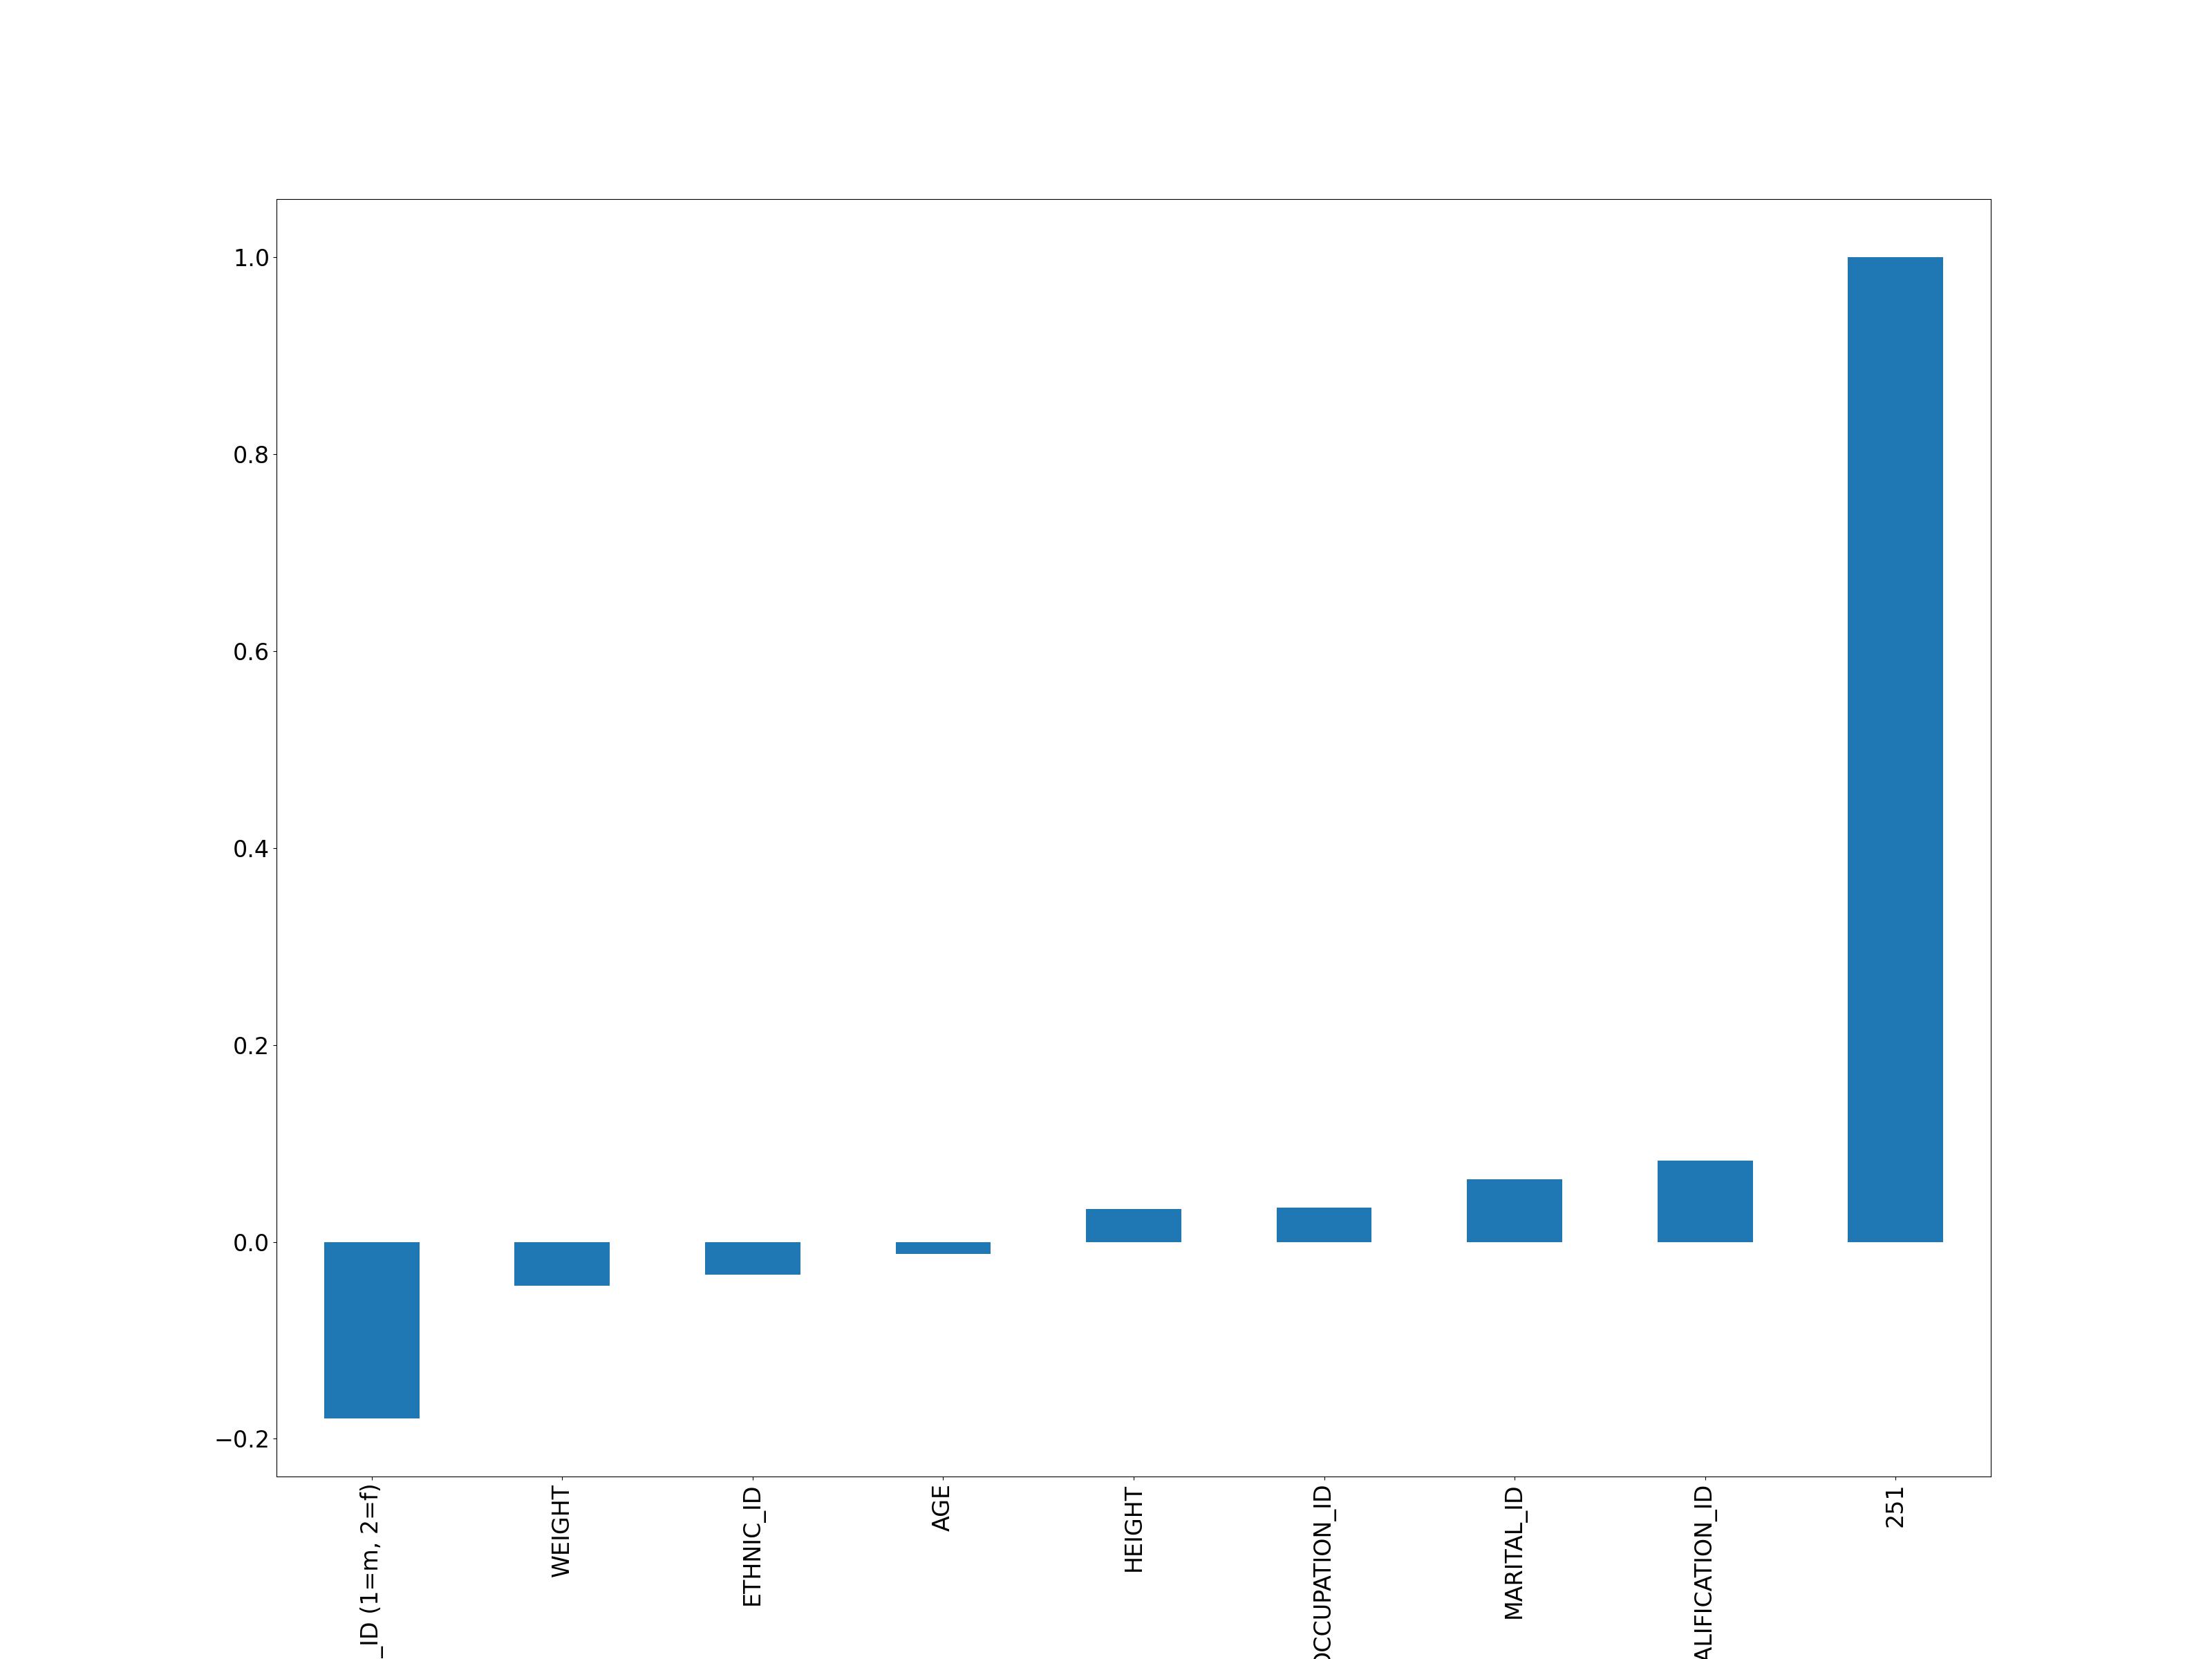 1.0
0.8
0.6
0.4
0.2
0.0
−0.2
_ID (1=m, 2=f)
WEIGHT
ETHNIC_ID
AGE
HEIGHT
OCCUPATION_ID
MARITAL_ID
ALIFICATION_ID
251